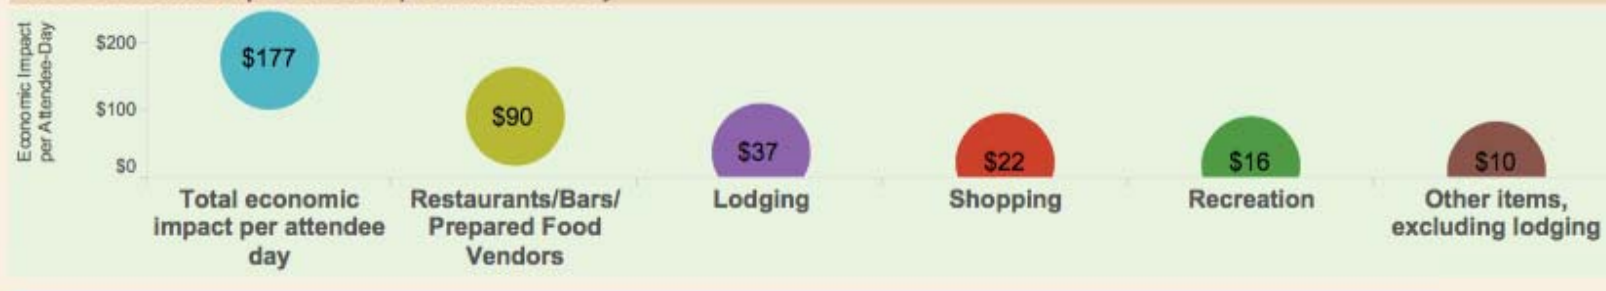 Economic Impact
per Attendee-Day
$200
$100
$0
$177
$90
$37
$22
$16
$10
Total economic
impact per attendee
day
Restaurants/Bars/
Prepared Food
Vendors
Lodging
Shopping
Recreation
Other items,
excluding lodging